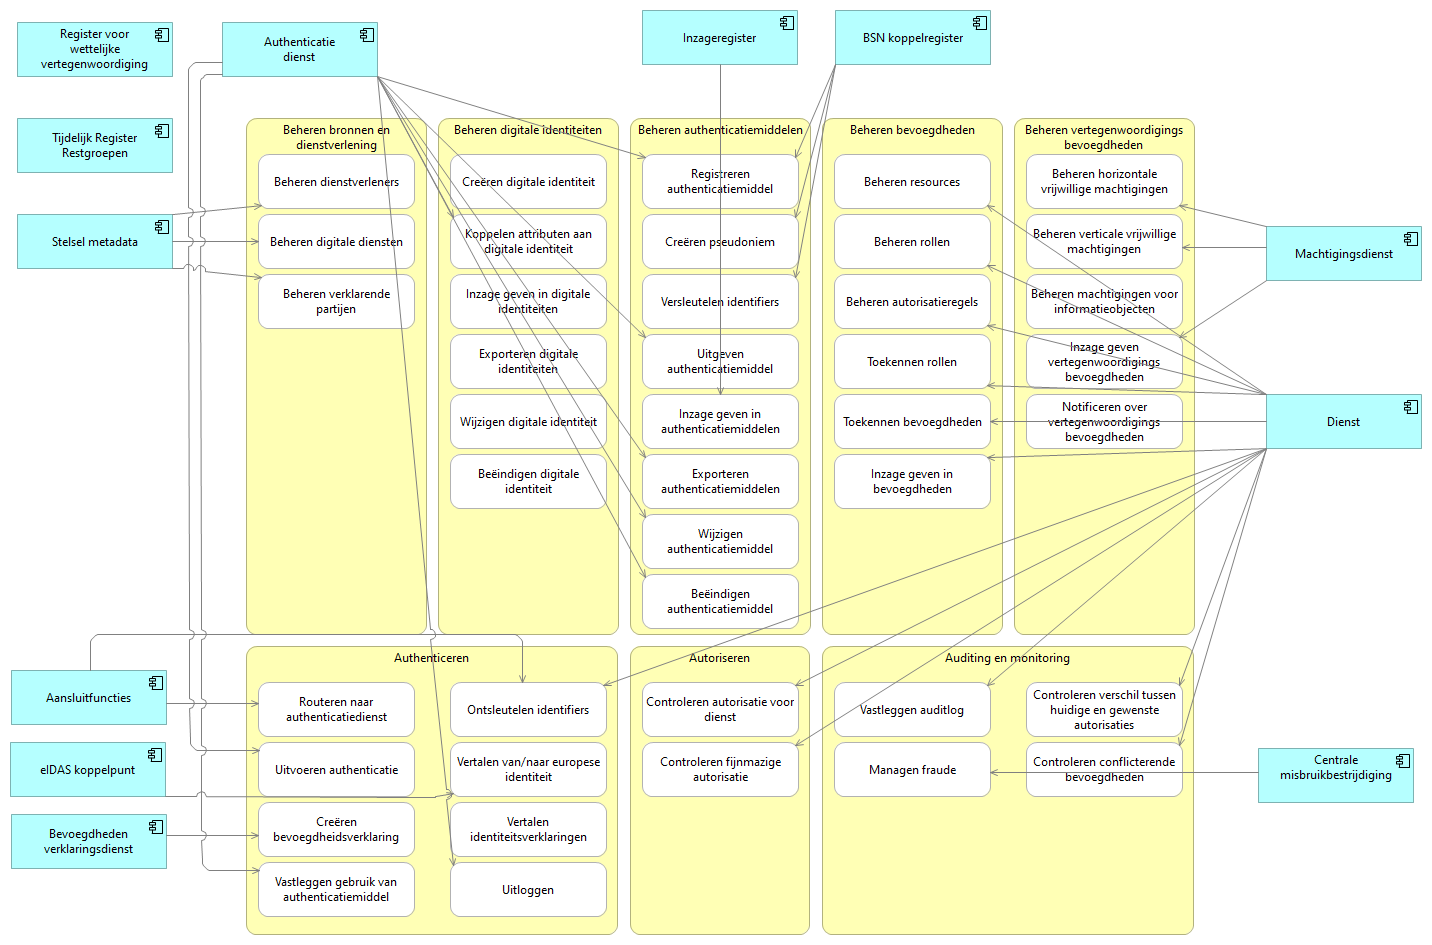 Register voor
wettelijke
vertegenwoordiging
Authenticatie
dienst
Inzageregister
BSN koppelregister
Tijdelijk Register
Restgroepen
Stelsel metadata
Beheren bronnen en
dienstverlening
Beheren dienstverleners
Beheren digitale diensten
Beheren verklarende
partijen
Beheren digitale identiteiten
Creëren digitale identiteit
Koppelen attributen aan
digitale identiteit
Inzage geven in digitale
identiteiten
Exporteren digitale
identiteiten
Wijzigen digitale identiteit
Beëindigen digitale
identiteit
Beheren authenticatiemiddelen
Registreren
authenticatiemiddel
Creëren pseudoniem
Versleutelen identifiers
Uitgeven
authenticatiemiddel
Inzage geven in
authenticatiemiddelen
Exporteren
authenticatiemiddelen
Wijzigen
authenticatiemiddel
Beëindigen
authenticatiemiddel
Beheren bevoegdheden
Beheren resources
Beheren rollen
Beheren autorisatieregels
Toekennen rollen
Toekennen bevoegdheden
Inzage geven in
bevoegdheden
Beheren vertegenwoordigings
bevoegdheden
Beheren horizontale
vrijwillige machtigingen
Beheren verticale vrijwillige
machtigingen
Beheren machtigingen voor
informatieobjecten
Inzage geven
vertegenwoordigings
bevoegdheden
Notificeren over
vertegenwoordigings
bevoegdheden
Machtigingsdienst
Dienst
Aansluitfuncties
eIDAS koppelpunt
Bevoegdheden
verklaringsdienst
Authenticeren
Routeren naar
authenticatiedienst
Uitvoeren authenticatie
Creëren
bevoegdheidsverklaring
Vastleggen gebruik van
authenticatiemiddel
Ontsleutelen identifiers
Vertalen van/naar europese
identiteit
Vertalen
identiteitsverklaringen
Uitloggen
Autoriseren
Controleren autorisatie voor
dienst
Controleren fijnmazige
autorisatie
Auditing en monitoring
Vastleggen auditlog
Managen fraude
Controleren verschil tussen
huidige en gewenste
autorisaties
Controleren conflicterende
bevoegdheden
Centrale
misbruikbestrijdiging